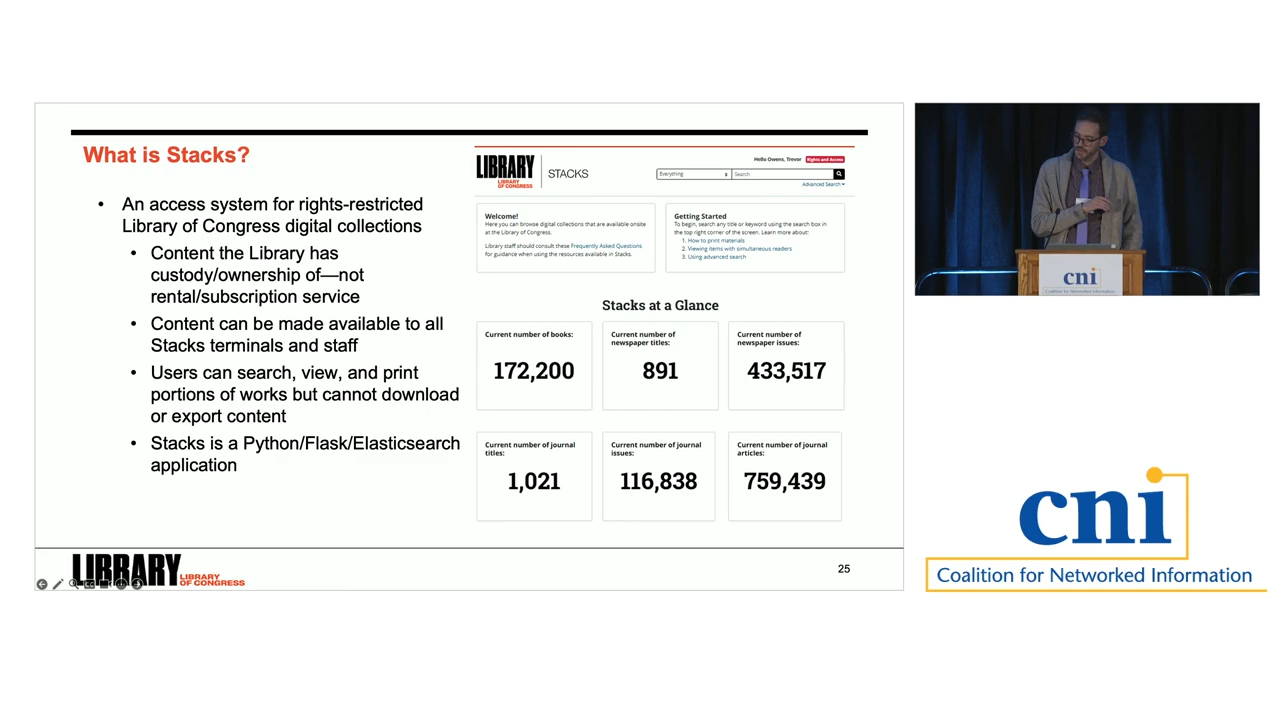 What is Stacks?
• An access system for rights-restricted
Library of Congress digital collections
• Content the Library has
custody/ownership of—not
rental/subscription service
• Content can be made available to all
Stacks terminals and staff
• Users can search, view, and print
portions of works but cannot download
or export content
• Stacks is a Python/Flask/Elasticsearch
application
LIBRARY
LIBRARY
OF CONGRESS
STACKS
Hello Owens, Trevor
Rights and Access
Everything
Search
Advanced Search
Welcome!
Here you can browse digital collections that are available onsite
at the Library of Congress.
Library staff should consult these Frequently Asked Questions
for guidance when using the resources available in Stacks.
Getting Started
To begin, search any title or keyword using the search box in
the top right corner of the screen. Learn more about:
1. How to print materials
2. Viewing items with simultaneous readers
3. Using advanced search
Stacks at a Glance
Current number of books:
172,200
Current number of
newspaper titles:
891
Current number of
newspaper issues:
433,517
Current number of journal
titles:
1,021
Current number of journal
issues:
116,838
Current number of journal
articles:
759,439
LIBRARY
LIBRARY
OF CONGRESS
25
cni
Coalition for Networked Information
cni
Coalition for Networked Information